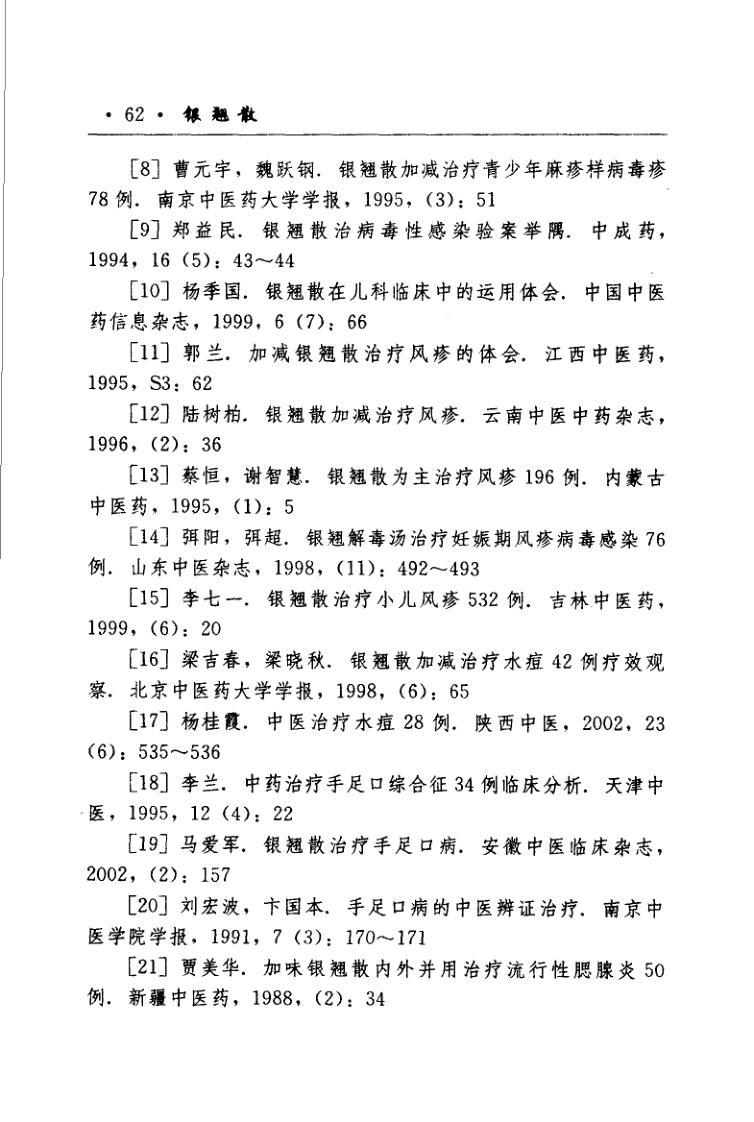 · 62 · 银翘散
[8] 曹元宇，魏跃钢．银翘散加减治疗青少年麻疹样病毒疹
78 例．南京中医药大学学报，1995，（3）：51
[9] 郑益民．银翘散治病毒性感染验案举隅．中成药，
1994，16（5）：43～44
[10] 杨季国．银翘散在儿科临床中的运用体会．中国中医
药信息杂志，1999，6（7）：66
[11] 郭兰．加减银翘散治疗风疹的体会．江西中医药，
1995，S3：62
[12] 陆树柏．银翘散加减治疗风疹．云南中医中药杂志，
1996，（2）：36
[13] 蔡恒，谢智慧．银翘散为主治疗风疹 196 例．内蒙古
中医药，1995，（1）：5
[14] 弭阳，弭超．银翘解毒汤治疗妊娠期风疹病毒感染 76
例．山东中医杂志，1998，（11）：492～493
[15] 李七一．银翘散治疗小儿风疹 532 例．吉林中医药，
1999，（6）：20
[16] 梁吉春，梁晓秋．银翘散加减治疗水痘 42 例疗效观
察．北京中医药大学学报，1998，（6）：65
[17] 杨桂霞．中医治疗水痘 28 例．陕西中医，2002，23
（6）：535～536
[18] 李兰．中药治疗手足口综合征 34 例临床分析．天津中
医，1995，12（4）：22
[19] 马爱军．银翘散治疗手足口病．安徽中医临床杂志，
2002，（2）：157
[20] 刘宏波，卞国本．手足口病的中医辨证治疗．南京中
医学院学报，1991，7（3）：170～171
[21] 贾美华．加味银翘散内外并用治疗流行性腮腺炎 50
例．新疆中医药，1988，（2）：34